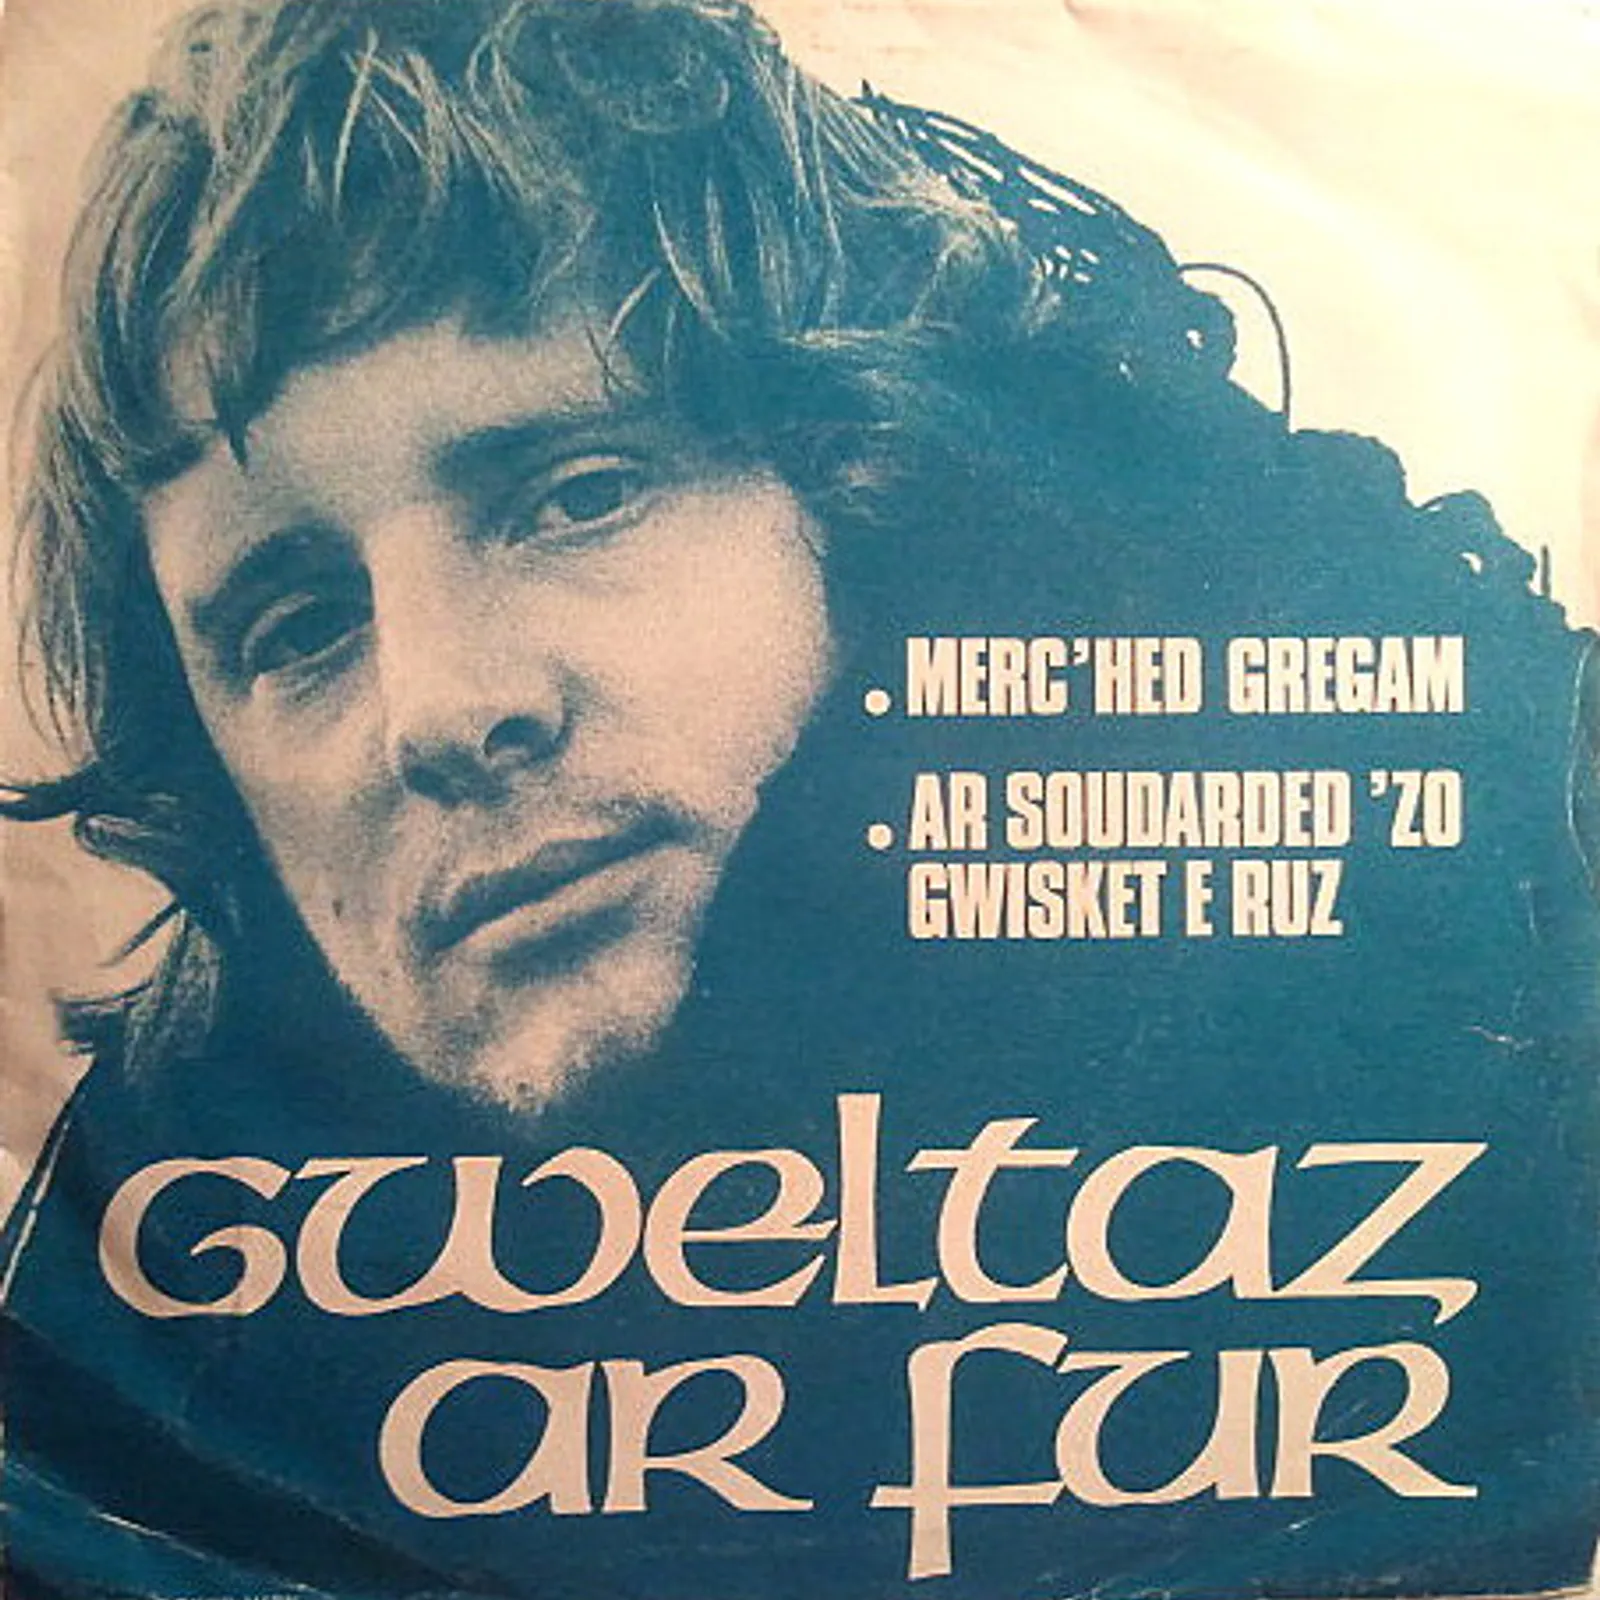 • MERC'HED GREGAM
• AR SOUDARDED 'ZO
GWISKET E RUZ
Gweltaz
ar fur